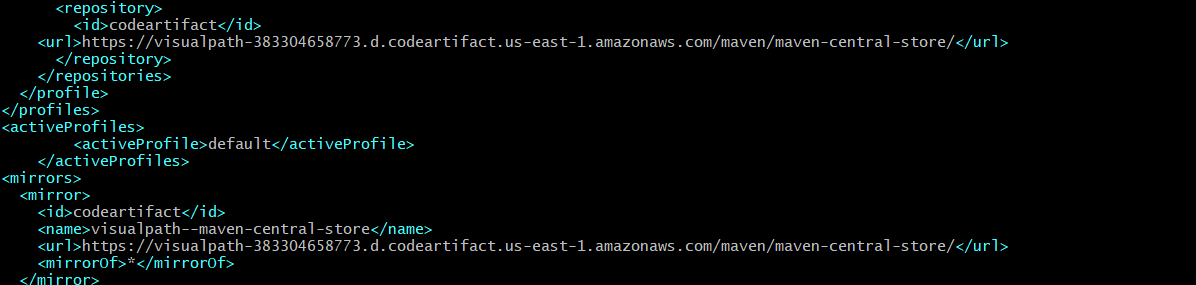 <repository>
<id>codeartifact</id>
<url>https://visualpath-383304658773.d.codeartifact.us-east-1.amazonaws.com/maven/maven-central-store/</url>
</repository>
</repositories>
</profile>
</profiles>
<activeProfiles>
<activeProfile>default</activeProfile>
</activeProfiles>
<mirrors>
<mirror>
<id>codeartifact</id>
<name>visualpath--maven-central-store</name>
<url>https://visualpath-383304658773.d.codeartifact.us-east-1.amazonaws.com/maven/maven-central-store/</url>
<mirrorOf>*</mirrorOf>
</mirror>